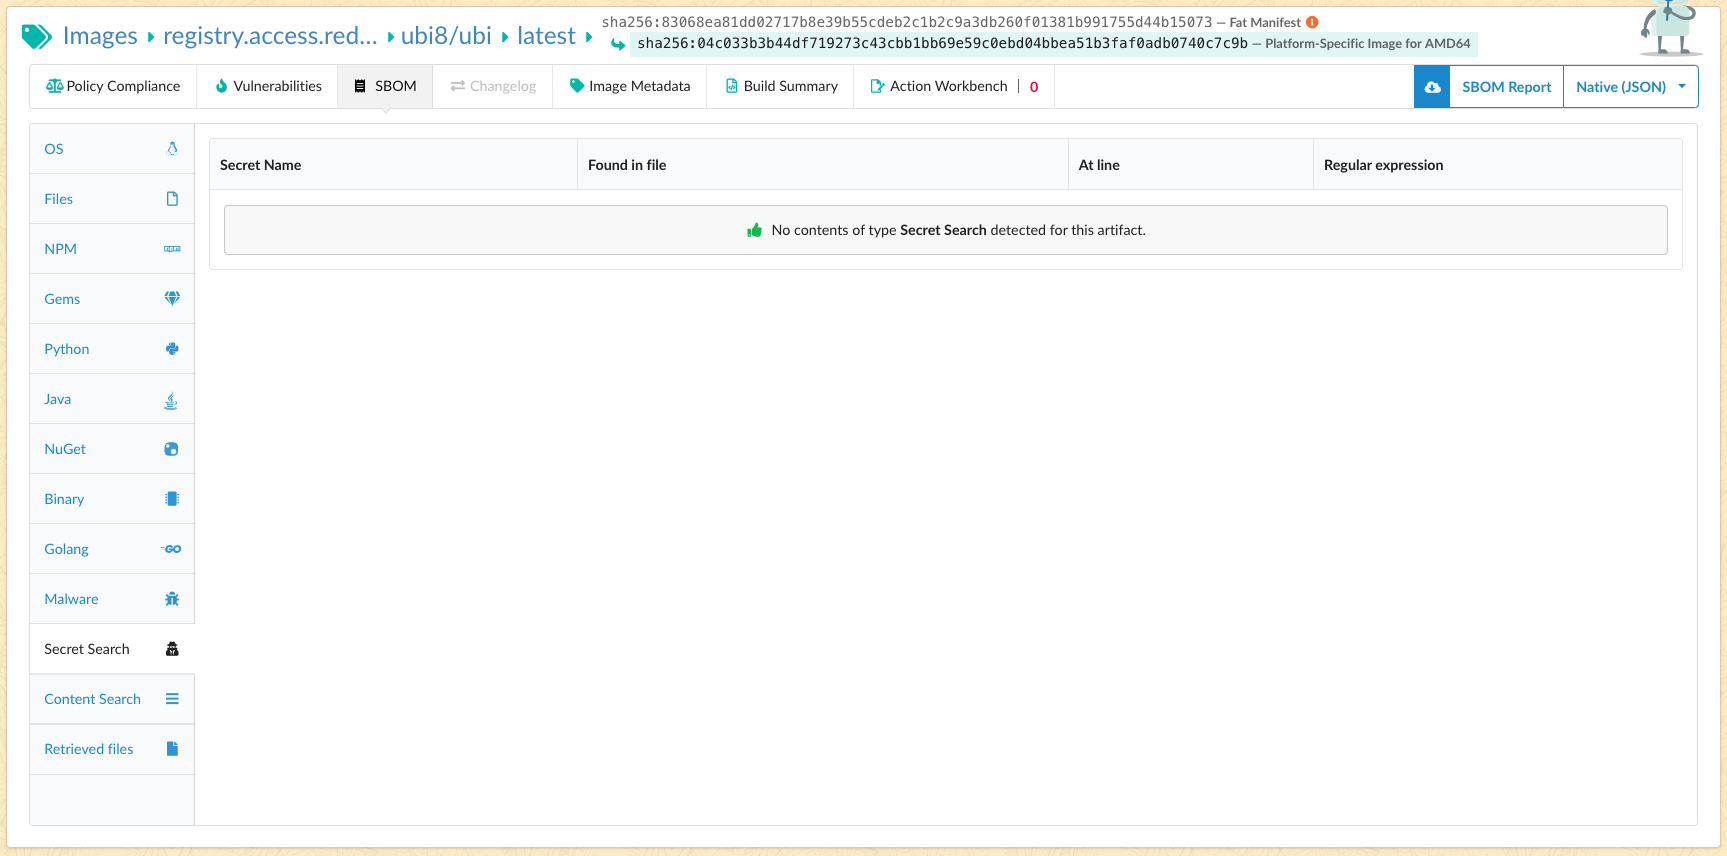 Images registry.access.red... ubi8/ubi latest
sha256:83068ea81dd02717b8e39b55cdeb2c1b2c9a3db260f01381b991755d44b15073 — Fat Manifest
sha256:04c033b3b44df719273c43cbb1bb69e59c0ebd04bbea51b3faf0adb0740c7c9b — Platform-Specific Image for AMD64
Policy Compliance Vulnerabilities SBOM Changelog Image Metadata Build Summary Action Workbench | 0 SBOM Report Native (JSON)
OS
Files
NPM
Gems
Python
Java
NuGet
Binary
Golang
Malware
Secret Search
Content Search
Retrieved files
Secret Name Found in file At line Regular expression
No contents of type Secret Search detected for this artifact.